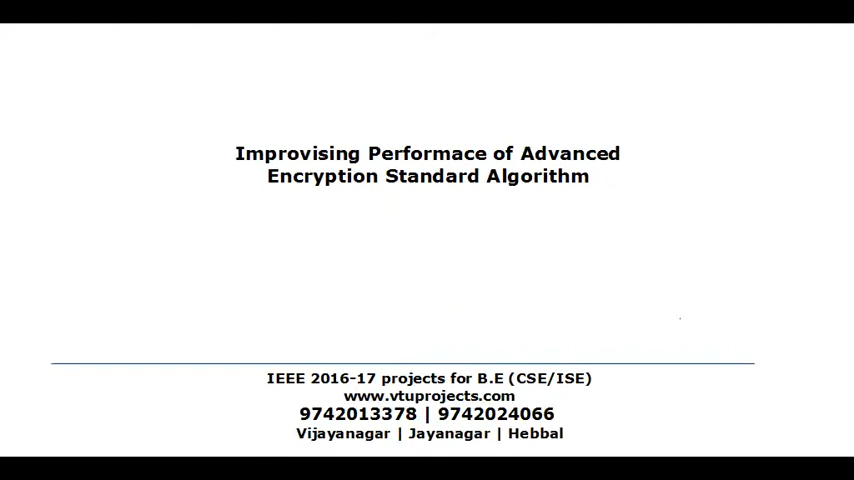 Improvising Performace of Advanced
Encryption Standard Algorithm
IEEE 2016-17 projects for B.E (CSE/ISE)
www.vtuprojects.com
9742013378 | 9742024066
Vijayanagar | Jayanagar | Hebbal